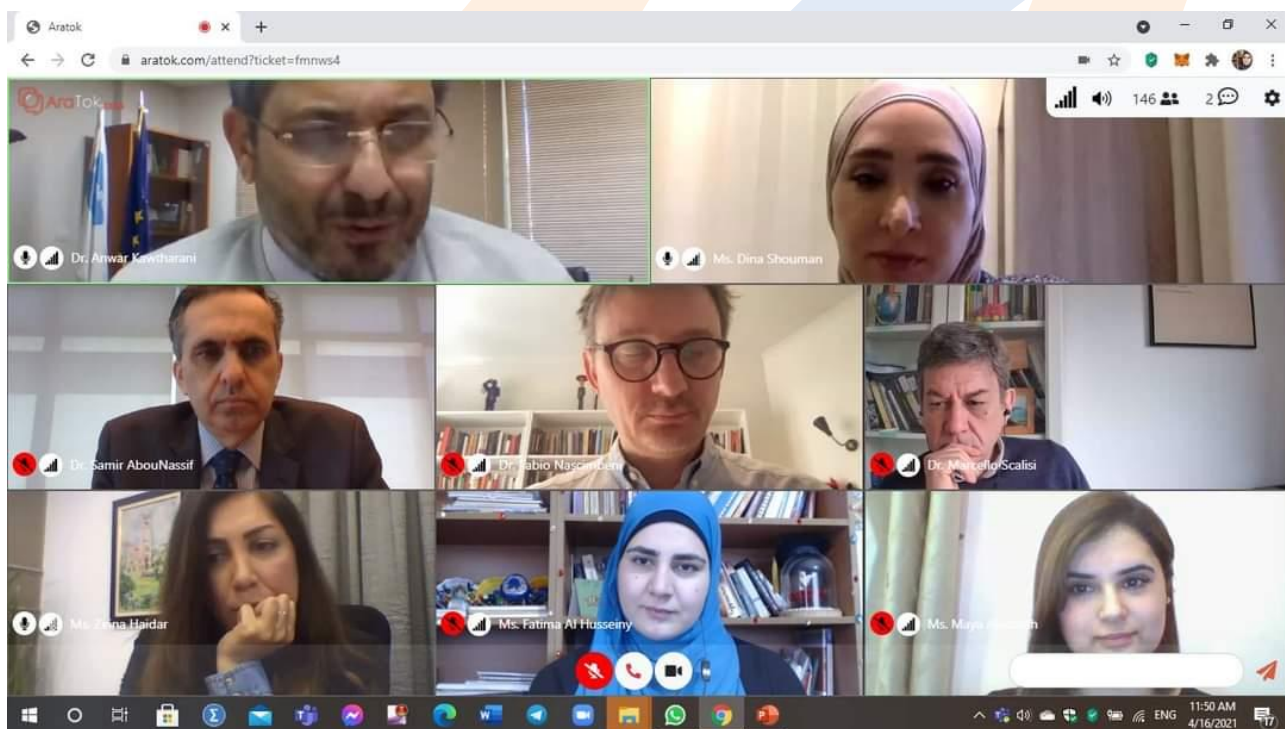 Aratok
aratok.com/attend?ticket=fmnws4
AraTok
146
2
Dr. Anwar Kawtharani
Ms. Dina Shouman
Dr. Samir AbouNassif
Dr. Fabio Nascimbeni
Dr. Marcello Scalisi
Ms. Zeina Haidar
Ms. Fatima Al Husseiny
Ms. Maya
ENG
11:50 AM
4/16/2021
17